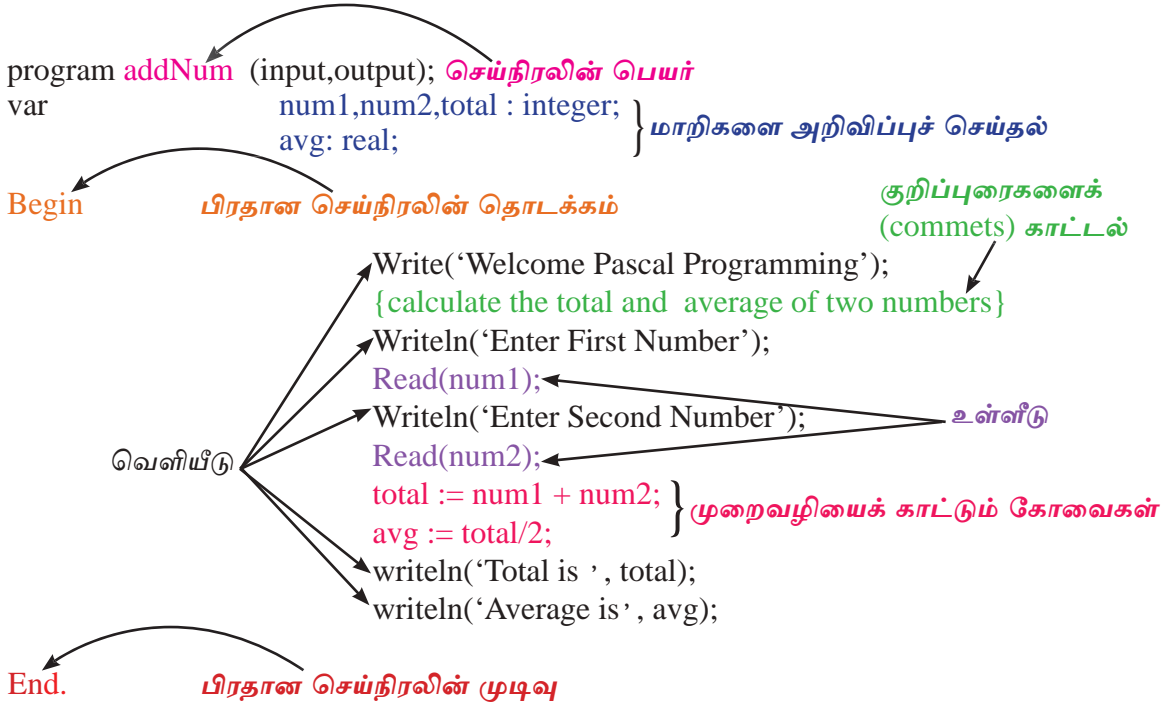 program addNum (input,output); செய்நிரலின் பெயர்
var num1,num2,total : integer;
avg: real;
மாறிகளை அறிவிப்புச் செய்தல்
Begin பிரதான செய்நிரலின் தொடக்கம்
குறிப்புரைகளைக்
(commets) காட்டல்
Write(‘Welcome Pascal Programming’);
{calculate the total and average of two numbers}
Writeln(‘Enter First Number’);
Read(num1);
Writeln(‘Enter Second Number’);
உள்ளீடு
வெளியீடு
Read(num2);
total := num1 + num2;
avg := total/2;
முறைவழியைக் காட்டும் கோவைகள்
writeln(‘Total is ’, total);
writeln(‘Average is’, avg);
End. பிரதான செய்நிரலின் முடிவு